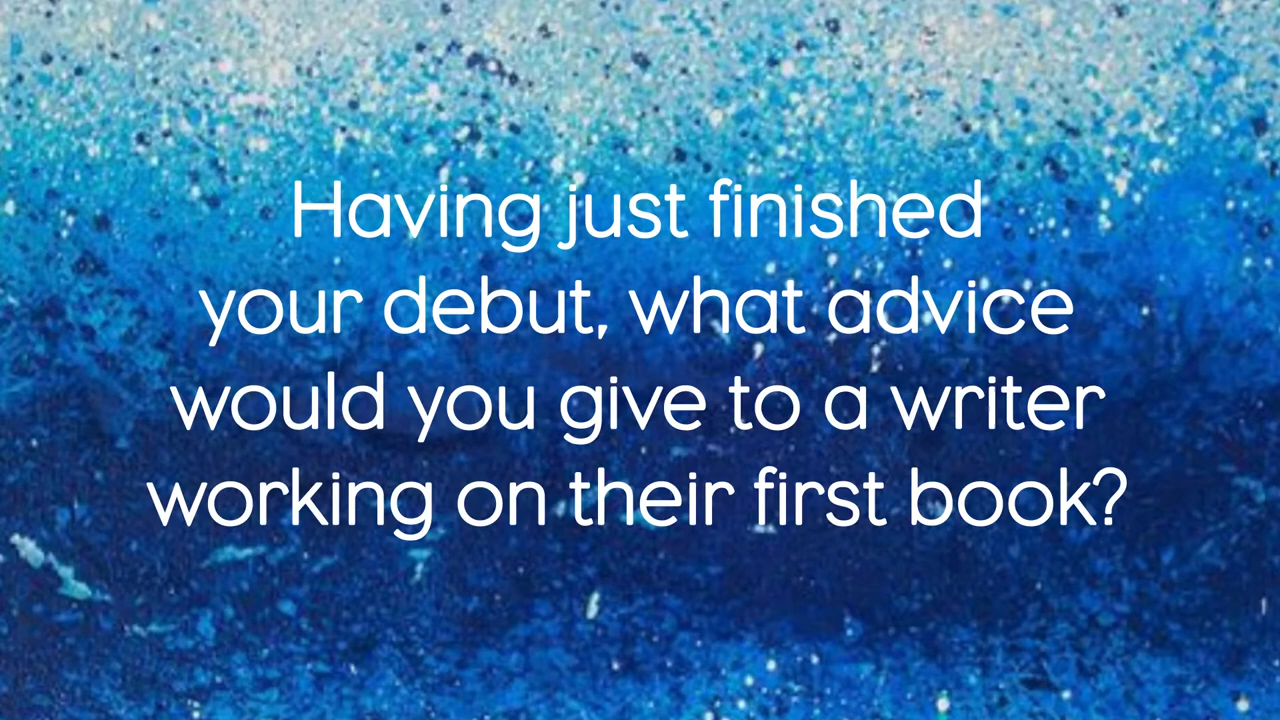 Having just finished
your debut, what advice
would you give to a writer
working on their first book?